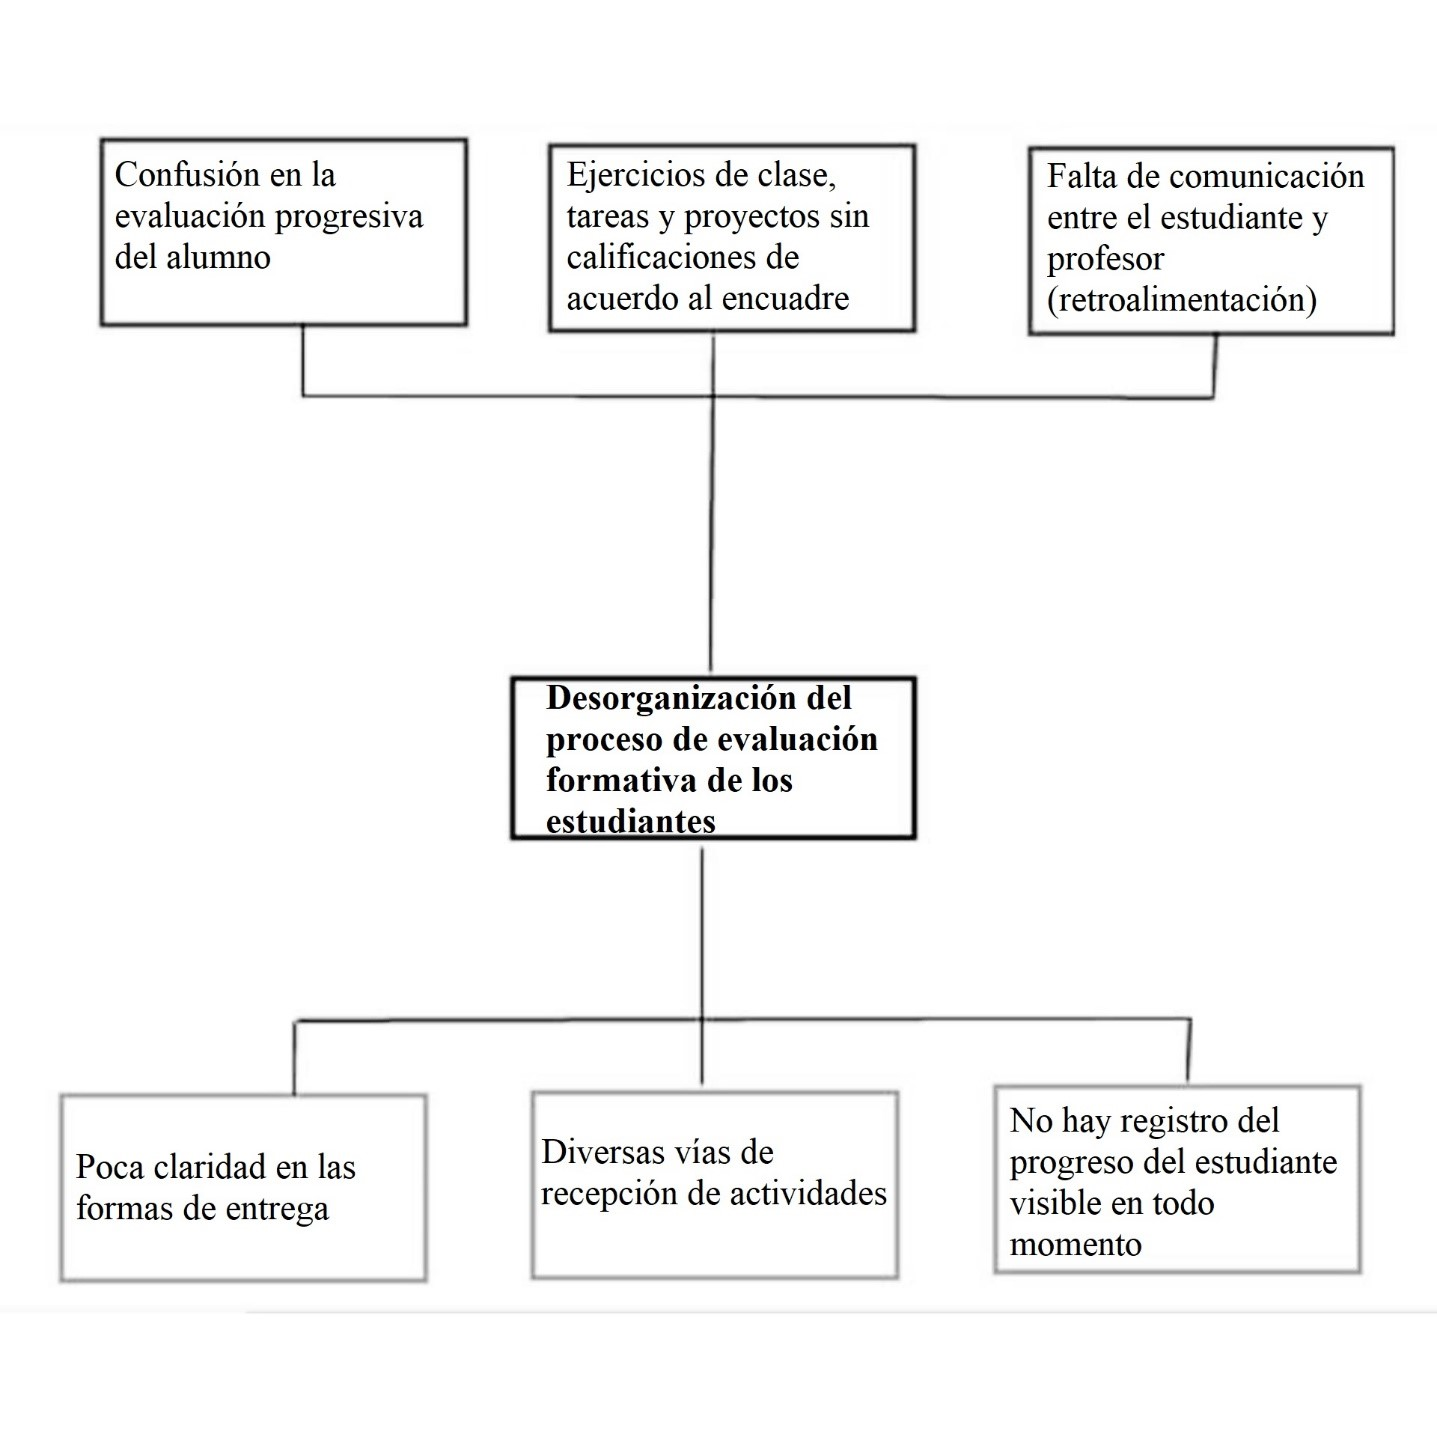 Confusión en la
evaluación progresiva
del alumno
Ejercicios de clase,
tareas y proyectos sin
calificaciones de
acuerdo al encuadre
Falta de comunicación
entre el estudiante y
profesor
(retroalimentación)
Desorganización del
proceso de evaluación
formativa de los
estudiantes
Poca claridad en las
formas de entrega
Diversas vías de
recepción de actividades
No hay registro del
progreso del estudiante
visible en todo
momento